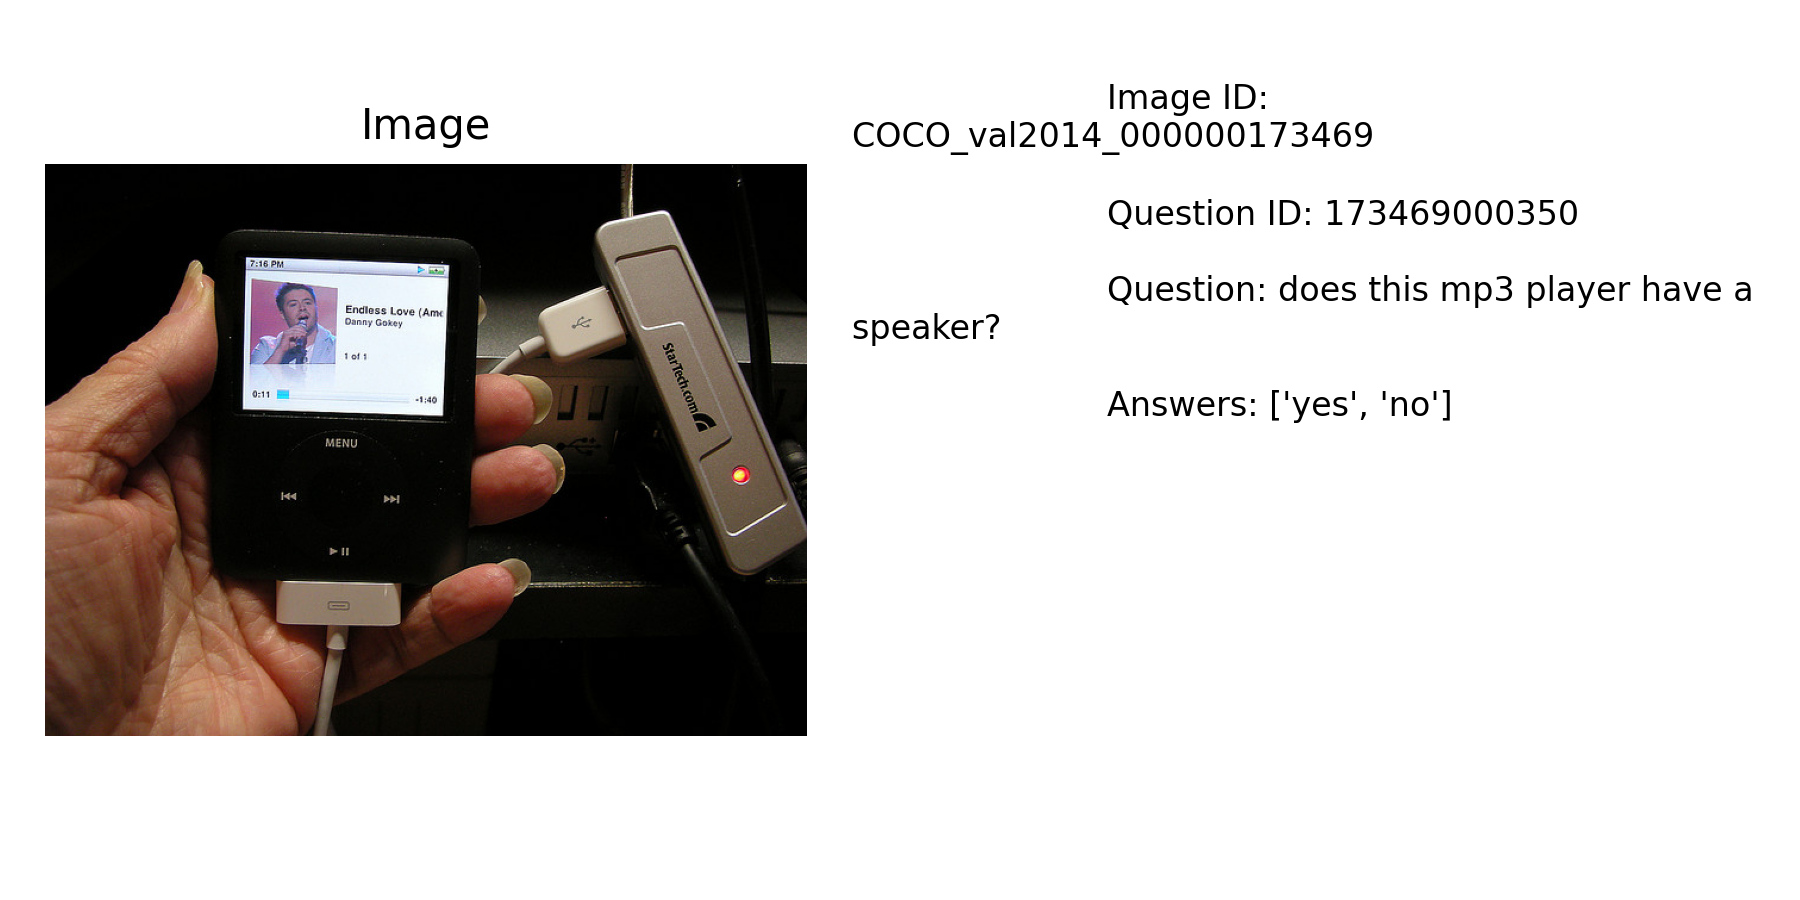 Image
7:16 PM
Endless Love (Ame
Danny Gokey
1 of 1
0:11
-1:40
MENU
StarTech.com
Image ID:
COCO_val2014_000000173469
Question ID: 173469000350
Question: does this mp3 player have a
speaker?
Answers: ['yes', 'no']